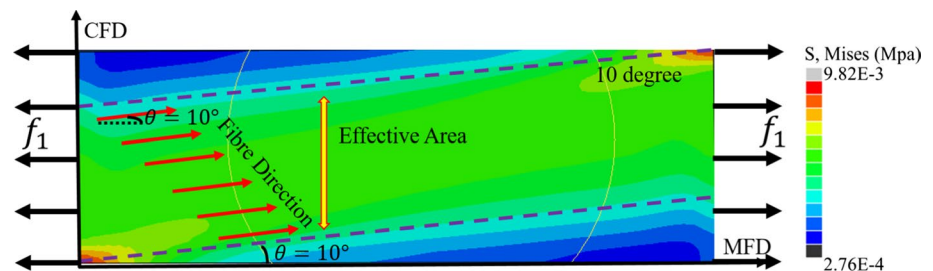 CFD
S, Mises (Mpa)
9.82E-3
10 degree
θ = 10°
f₁
Fibre Direction
Effective Area
f₁
θ = 10°
MFD
2.76E-4